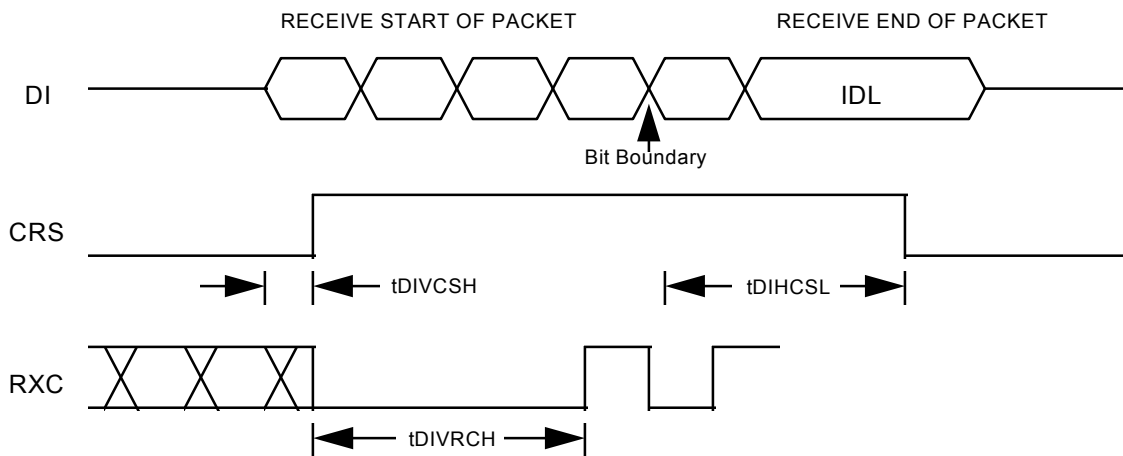 RECEIVE START OF PACKET
RECEIVE END OF PACKET
DI
IDL
Bit Boundary
CRS
tDIVCSH
tDIHCSL
RXC
tDIVRCH